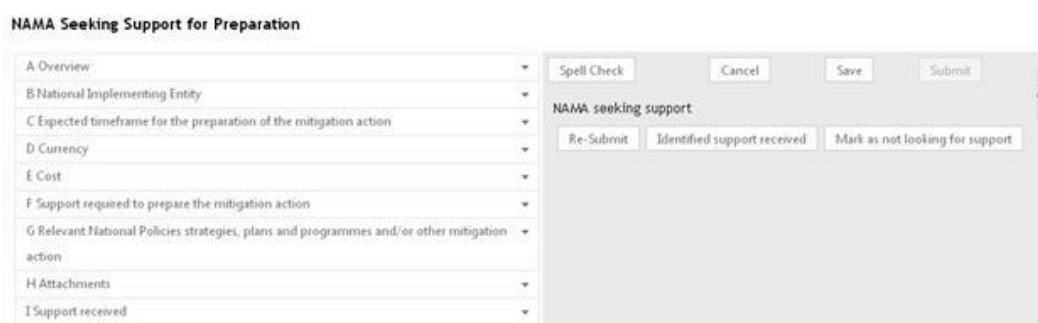 NAMA Seeking Support for Preparation
A Overview
B National Implementing Entity
C Expected timeframe for the preparation of the mitigation action
D Currency
E Cost
F Support required to prepare the mitigation action
G Relevant National Policies strategies, plans and programmes and/or other mitigation
action
H Attachments
I Support received
Spell Check Cancel Save Submit
NAMA seeking support
Re-Submit Identified support received Mark as not looking for support